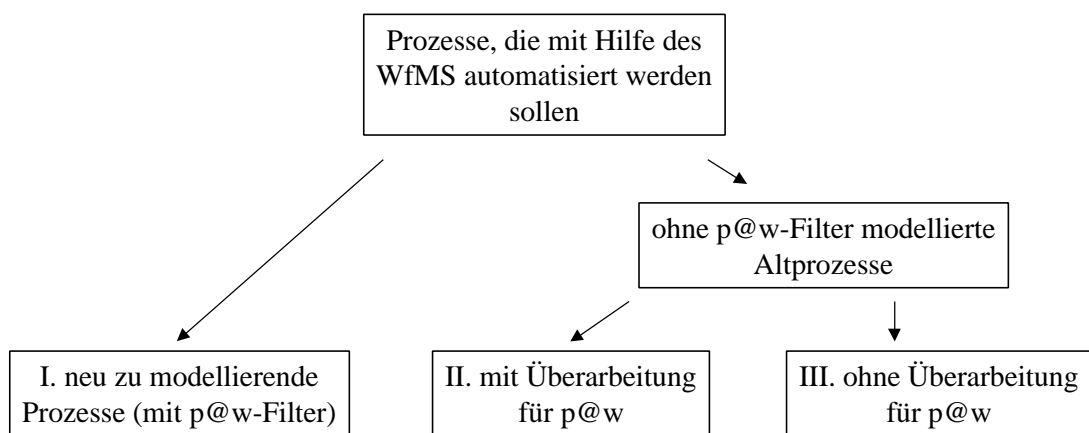 Prozesse, die mit Hilfe des
WfMS automatisiert werden
sollen
ohne p@w-Filter modellierte
Altprozesse
I. neu zu modellierende
Prozesse (mit p@w-Filter)
II. mit Überarbeitung
für p@w
III. ohne Überarbeitung
für p@w